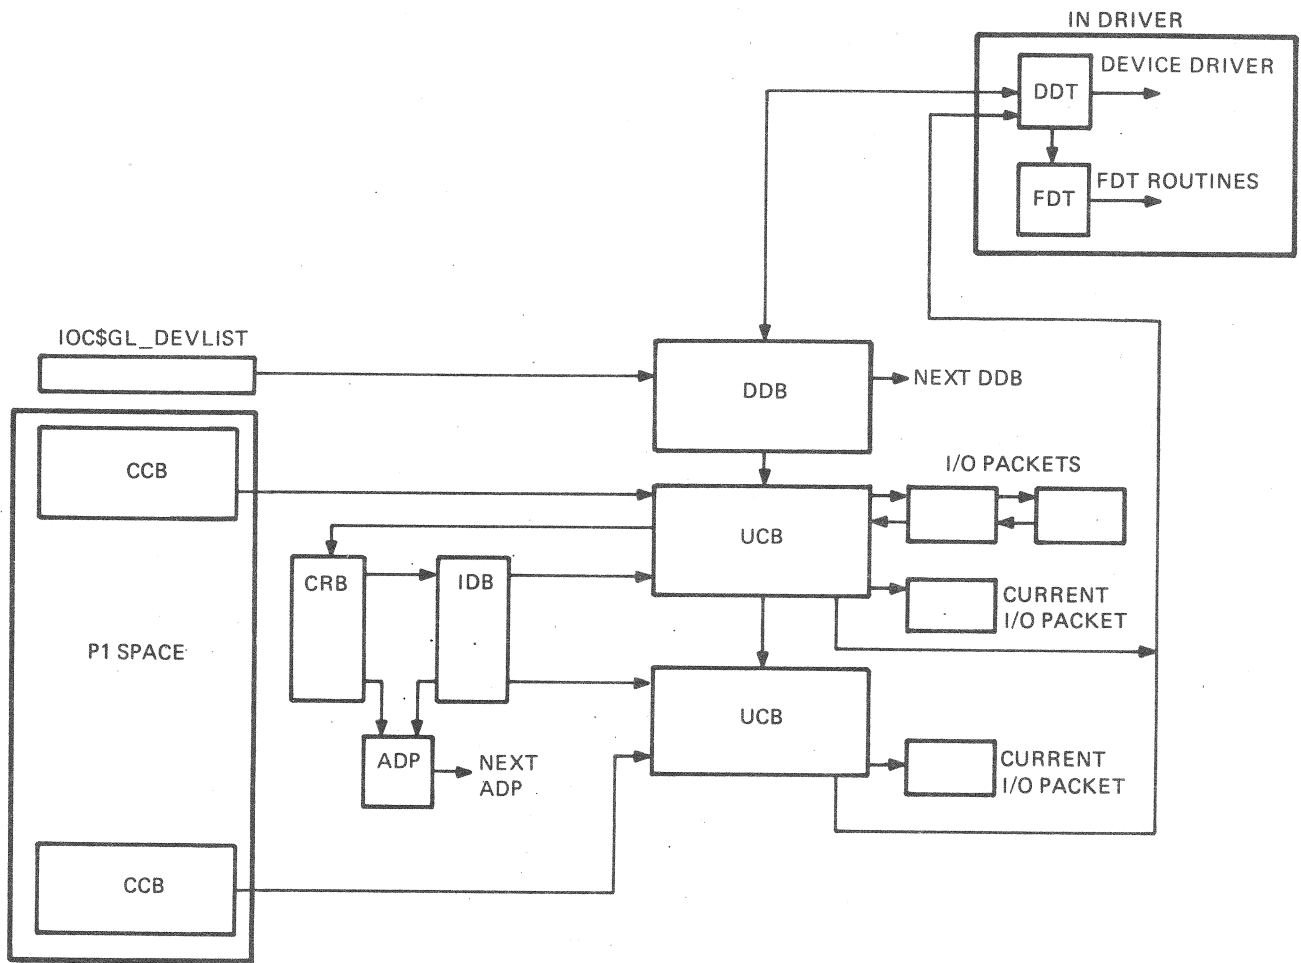 IN DRIVER
DEVICE DRIVER
DDT
FDT ROUTINES
FDT
IOC$GL_DEVLIST
DDB
NEXT DDB
CCB
I/O PACKETS
UCB
CRB
IDB
CURRENT
I/O PACKET
P1 SPACE
UCB
ADP
NEXT
ADP
CURRENT
I/O PACKET
CCB